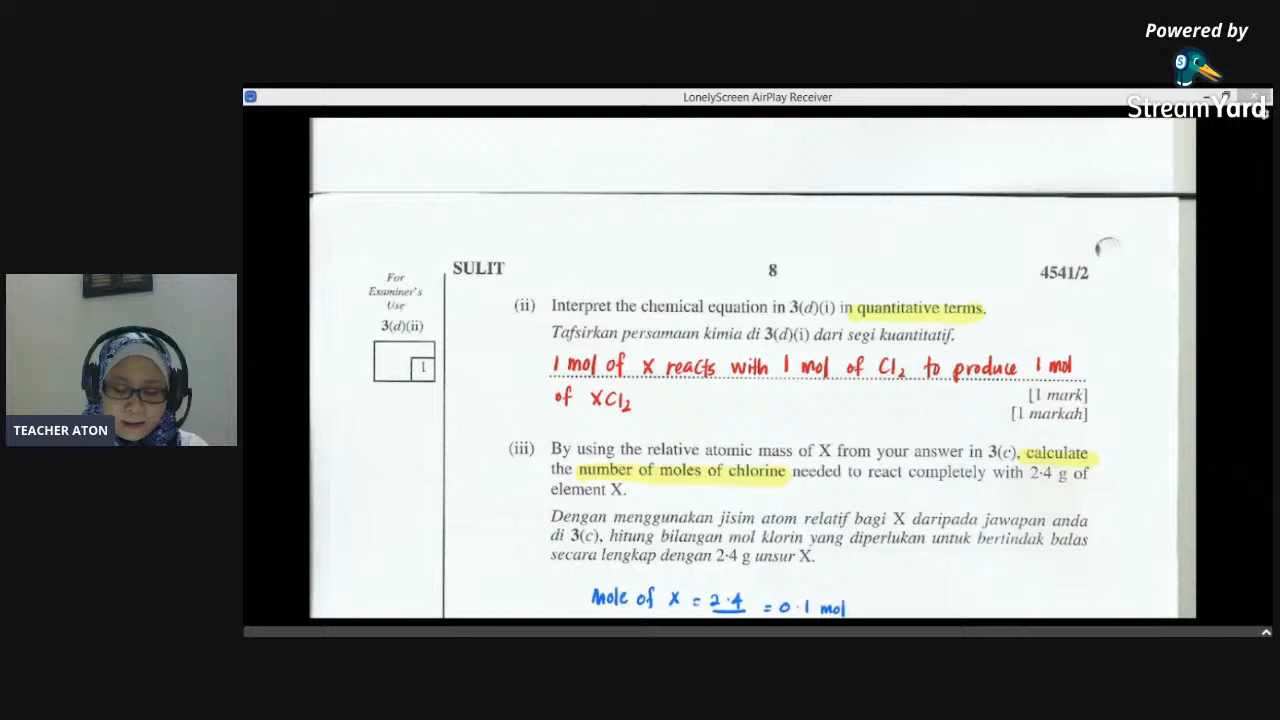 Powered by
StreamYard
LonelyScreen AirPlay Receiver
For
Examiner's
Use
3(d)(ii)
1
SULIT
8
4541/2
(ii) Interpret the chemical equation in 3(d)(i) in quantitative terms.
Tafsirkan persamaan kimia di 3(d)(i) dari segi kuantitatif.
1 mol of X reacts with 1 mol of Cl₂ to produce 1 mol
of XCl₂
[1 mark]
[1 markah]
(iii) By using the relative atomic mass of X from your answer in 3(c), calculate
the number of moles of chlorine needed to react completely with 2·4 g of
element X.
Dengan menggunakan jisim atom relatif bagi X daripada jawapan anda
di 3(c), hitung bilangan mol klorin yang diperlukan untuk bertindak balas
secara lengkap dengan 2·4 g unsur X.
Mole of X = 2.4 = 0.1 mol
TEACHER ATON